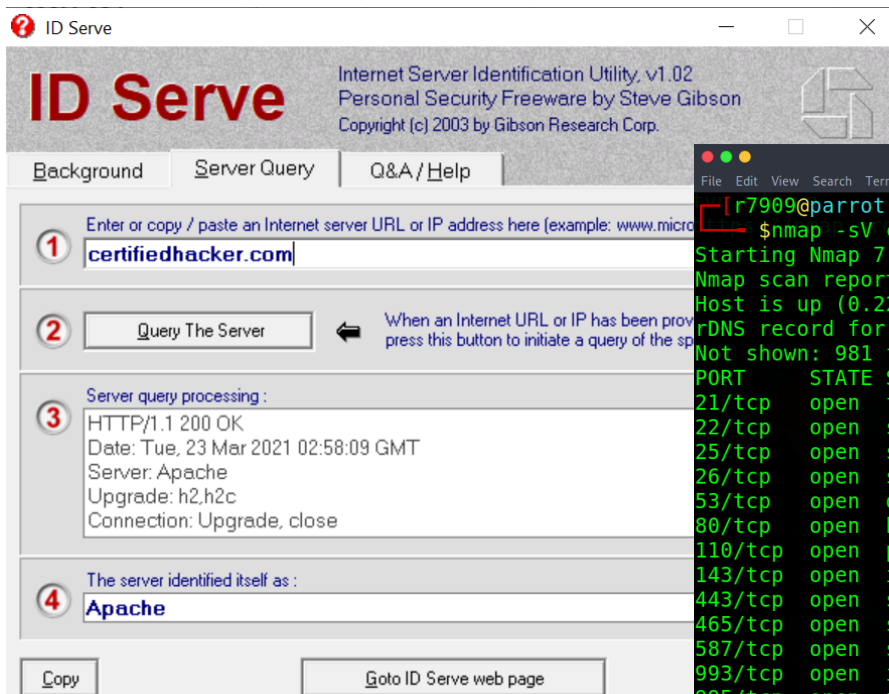 ID Serve
ID Serve
Internet Server Identification Utility, v1.02
Personal Security Freeware by Steve Gibson
Copyright (c) 2003 by Gibson Research Corp.
Background
Server Query
Q&A / Help
1
Enter or copy / paste an Internet server URL or IP address here (example: www.micro
certifiedhacker.com
2
Query The Server
When an Internet URL or IP has been prov
press this button to initiate a query of the sp
3
Server query processing :
HTTP/1.1 200 OK
Date: Tue, 23 Mar 2021 02:58:09 GMT
Server: Apache
Upgrade: h2,h2c
Connection: Upgrade, close
4
The server identified itself as :
Apache
Copy
Goto ID Serve web page
File Edit View Search Terr
[r7909@parrot
$nmap -sV
Starting Nmap 7
Nmap scan repor
Host is up (0.2
rDNS record for
Not shown: 981
PORT STATE
21/tcp open
22/tcp open
25/tcp open
26/tcp open
53/tcp open
80/tcp open
110/tcp open
143/tcp open
443/tcp open
465/tcp open
587/tcp open
993/tcp open